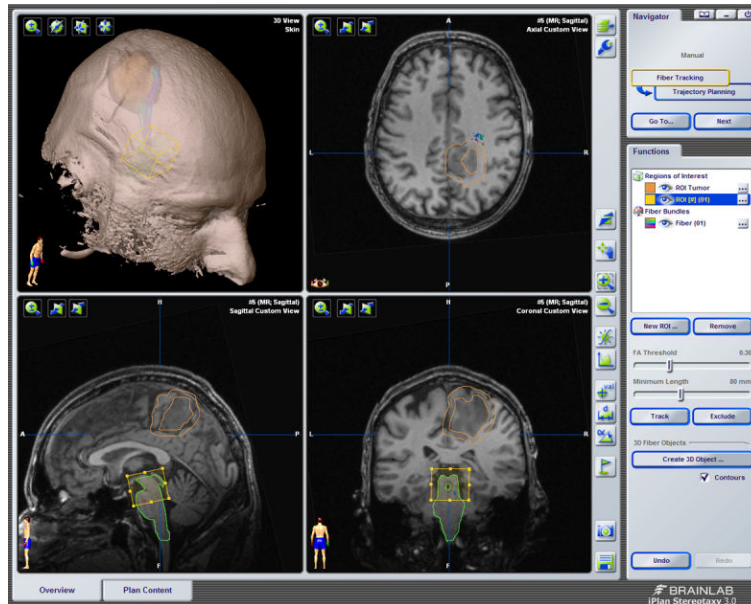 3D View
Skin
#5 (MR; Sagittal)
Axial Custom View
A
L
R
P
#5 (MR; Sagittal)
Sagittal Custom View
H
A
P
F
#5 (MR; Sagittal)
Coronal Custom View
H
L
R
F
val
Navigator
Manual
Fiber Tracking
Trajectory Planning
Go To...
Next
Functions
Regions of Interest
ROI Tumor
...
ROI [#] (01)
...
Fiber Bundles
Fiber (01)
...
New ROI ...
Remove
FA Threshold 0.30
Minimum Length 80 mm
Track
Exclude
3D Fiber Objects
Create 3D Object ...
Contours
Undo
Redo
Overview
Plan Content
BRAINLAB
iPlan Stereotaxy 3.0